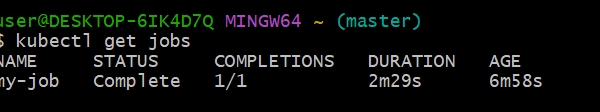 user@DESKTOP-6IK4D7Q MINGW64 ~ (master)
$ kubectl get jobs
NAME STATUS COMPLETIONS DURATION AGE
my-job Complete 1/1 2m29s 6m58s